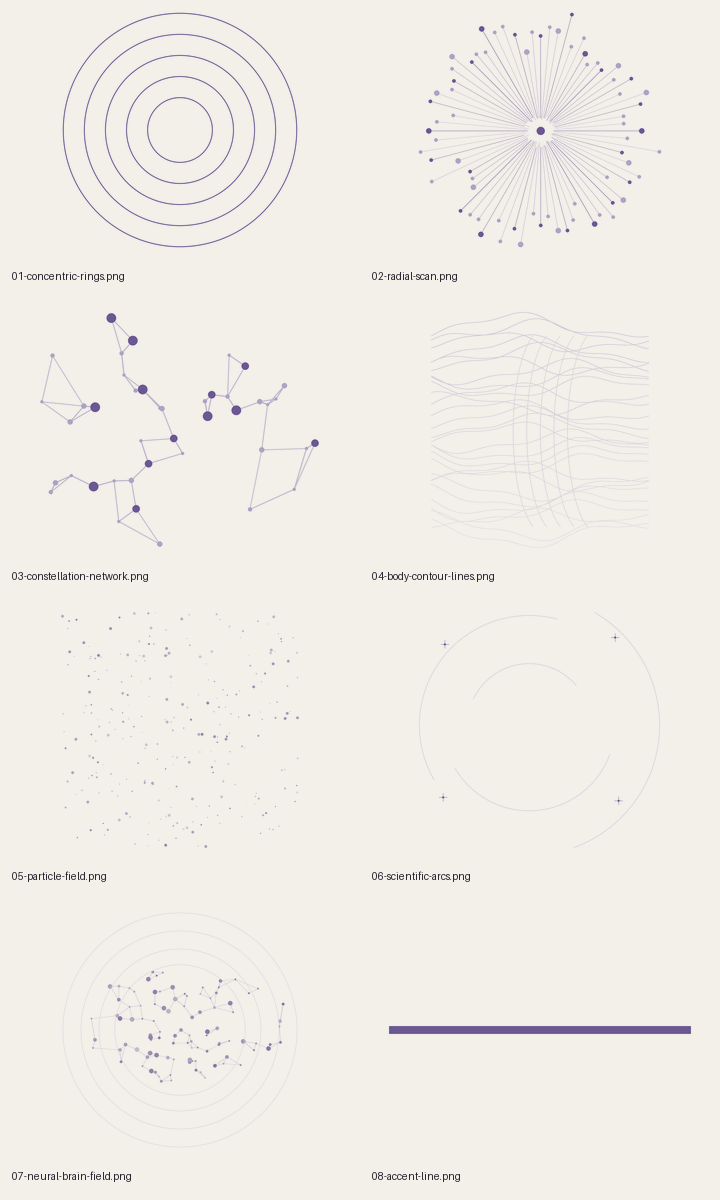 01-concentric-rings.png
02-radial-scan.png
03-constellation-network.png
04-body-contour-lines.png
05-particle-field.png
06-scientific-arcs.png
07-neural-brain-field.png
08-accent-line.png